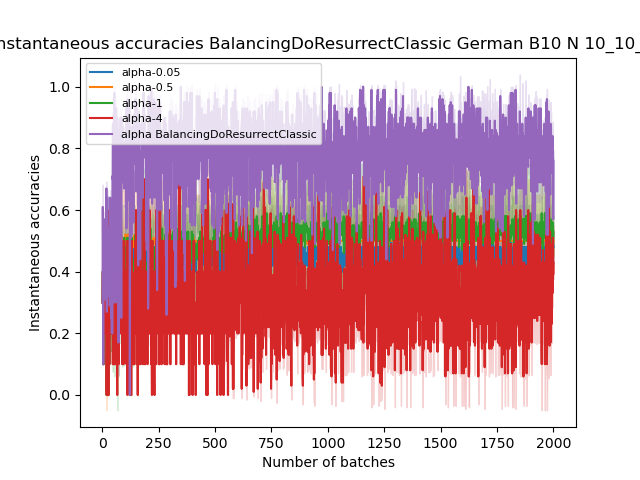 nstantaneous accuracies BalancingDoResurrectClassic German B10 N 10_10_
alpha-0.05
alpha-0.5
alpha-1
alpha-4
alpha BalancingDoResurrectClassic
Instantaneous accuracies
1.0
0.8
0.6
0.4
0.2
0.0
0 250 500 750 1000 1250 1500 1750 2000
Number of batches